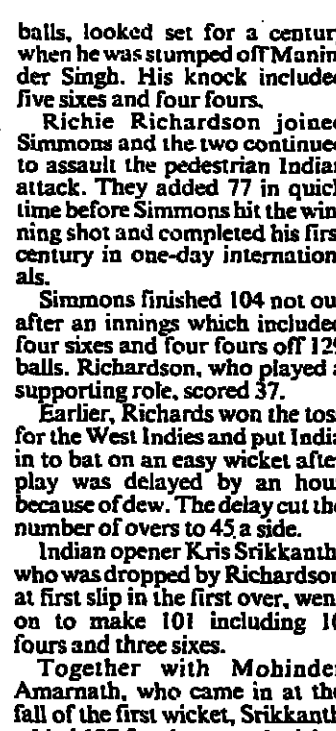 balls, looked set for a centur
when he was stumped off Manin
der Singh. His knock include
five sixes and four fours.
Richie Richardson joine
Simmons and the two continue
to assault the pedestrian India
attack. They added 77 in quic
time before Simmons hit the win
ning shot and completed his firs
century in one-day internation
als.
Simmons finished 104 not ou
after an innings which include
four sixes and four fours off 12
balls. Richardson, who played a
supporting role, scored 37.
Earlier, Richards won the tos
for the West Indies and put Indi
in to bat on an easy wicket afte
play was delayed by an hou
because of dew. The delay cut th
number of overs to 45 a side.
Indian opener Kris Srikkanth
who was dropped by Richardson
at first slip in the first over, wen
on to make 101 including 1
fours and three sixes.
Together with Mohinde
Amarnath, who came in at th
fall of the first wicket, Srikkanth